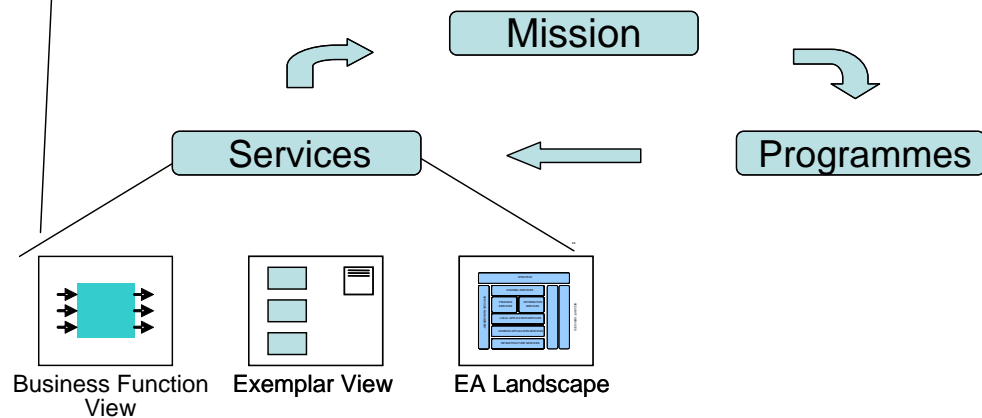 Mission
Services
Programmes
Business Function
View
Exemplar View
EA Landscape